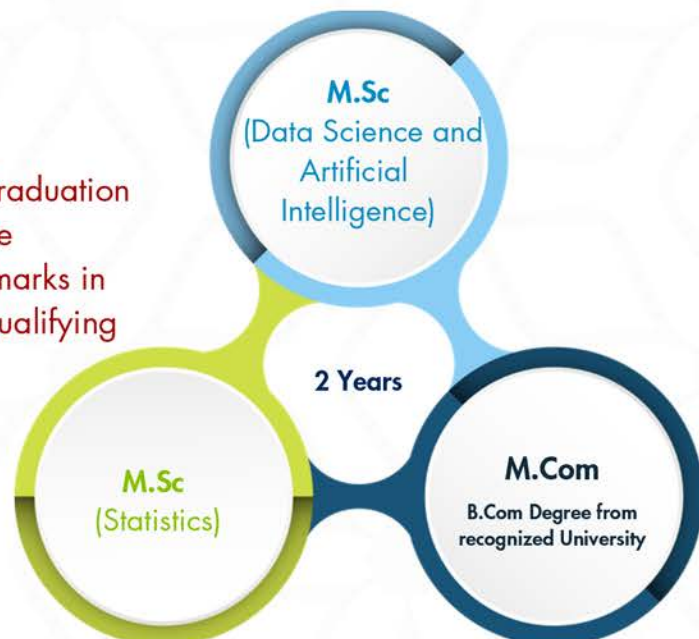 M.Sc
(Data Science and
Artificial
Intelligence)
raduation
e
marks in
ualifying
2 Years
M.Sc
(Statistics)
M.Com
B.Com Degree from
recognized University